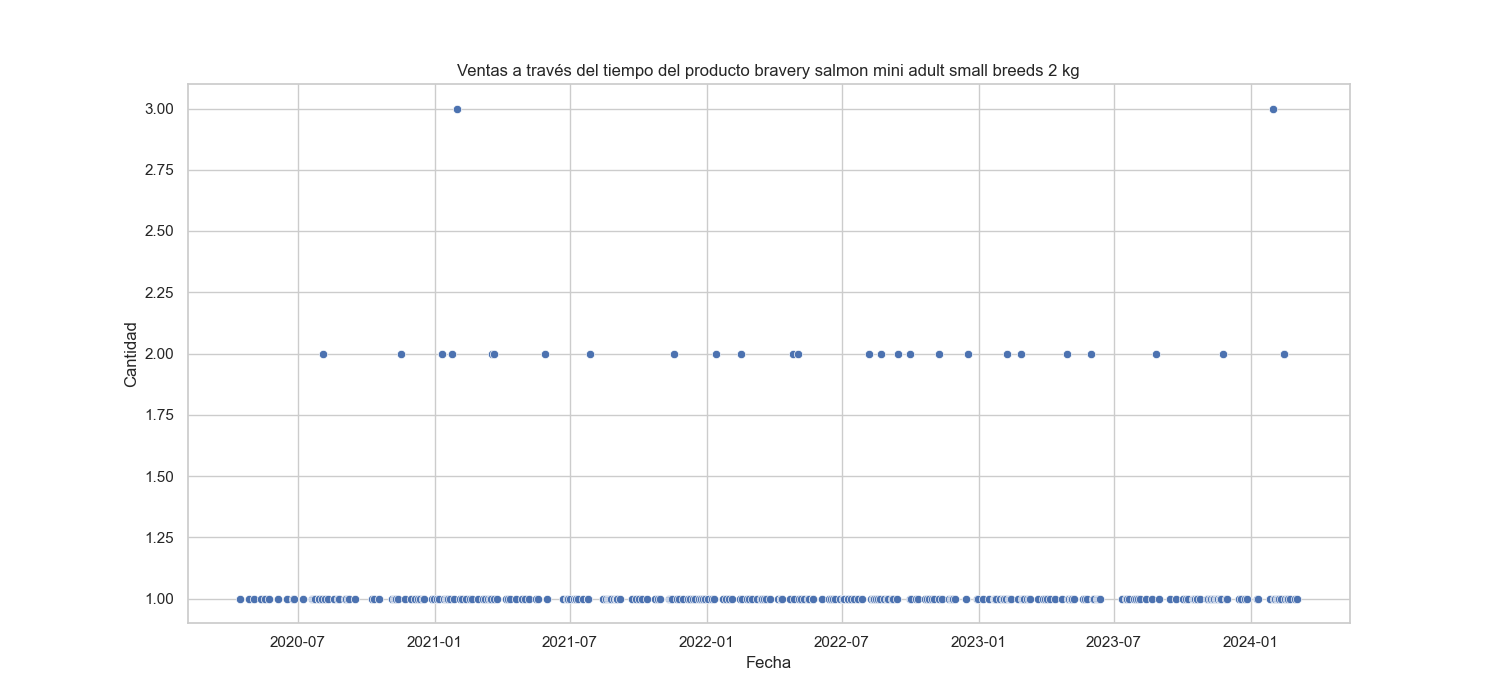 Ventas a través del tiempo del producto bravery salmon mini adult small breeds 2 kg
3.00
2.75
2.50
2.25
2.00
1.75
1.50
1.25
1.00
Cantidad
2020-07 2021-01 2021-07 2022-01 2022-07 2023-01 2023-07 2024-01
Fecha